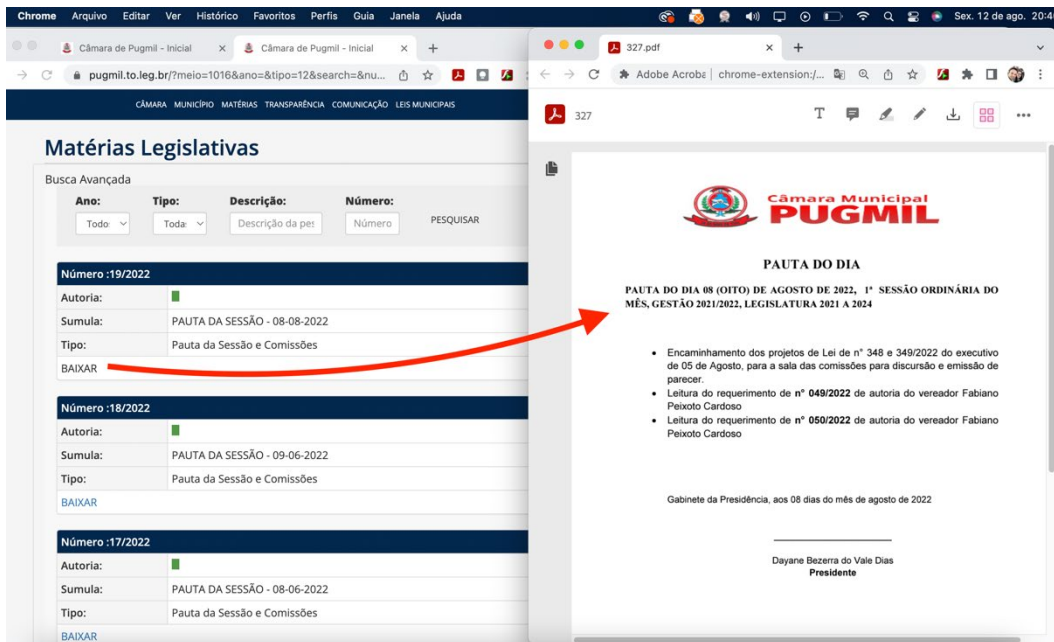 Chrome Arquivo Editar Ver Histórico Favoritos Perfis Guia Janela Ajuda
Sex. 12 de ago. 20:4
Câmara de Pugmil - Inicial × Câmara de Pugmil - Inicial × +
pugmil.to.leg.br/?meio=1016&ano=&tipo=12&search=&nu...
CÂMARA MUNICÍPIO MATÉRIAS TRANSPARÊNCIA COMUNICAÇÃO LEIS MUNICIPAIS
Matérias Legislativas
Busca Avançada
Ano: Tipo: Descrição: Número:
Todo Toda Descrição da pes Número PESQUISAR
Número :19/2022
Autoria:
Sumula: PAUTA DA SESSÃO - 08-08-2022
Tipo: Pauta da Sessão e Comissões
BAIXAR
Número :18/2022
Autoria:
Sumula: PAUTA DA SESSÃO - 09-06-2022
Tipo: Pauta da Sessão e Comissões
BAIXAR
Número :17/2022
Autoria:
Sumula: PAUTA DA SESSÃO - 08-06-2022
Tipo: Pauta da Sessão e Comissões
BAIXAR
327.pdf × +
Adobe Acroba | chrome-extension:/...
327
Câmara Municipal
PUGMIL
PAUTA DO DIA
PAUTA DO DIA 08 (OITO) DE AGOSTO DE 2022, 1ª SESSÃO ORDINÁRIA DO
MÊS, GESTÃO 2021/2022, LEGISLATURA 2021 A 2024
• Encaminhamento dos projetos de Lei de n° 348 e 349/2022 do executivo
de 05 de Agosto, para a sala das comissões para discursão e emissão de
parecer.
• Leitura do requerimento de n° 049/2022 de autoria do vereador Fabiano
Peixoto Cardoso
• Leitura do requerimento de n° 050/2022 de autoria do vereador Fabiano
Peixoto Cardoso
Gabinete da Presidência, aos 08 dias do mês de agosto de 2022
Dayane Bezerra do Vale Dias
Presidente